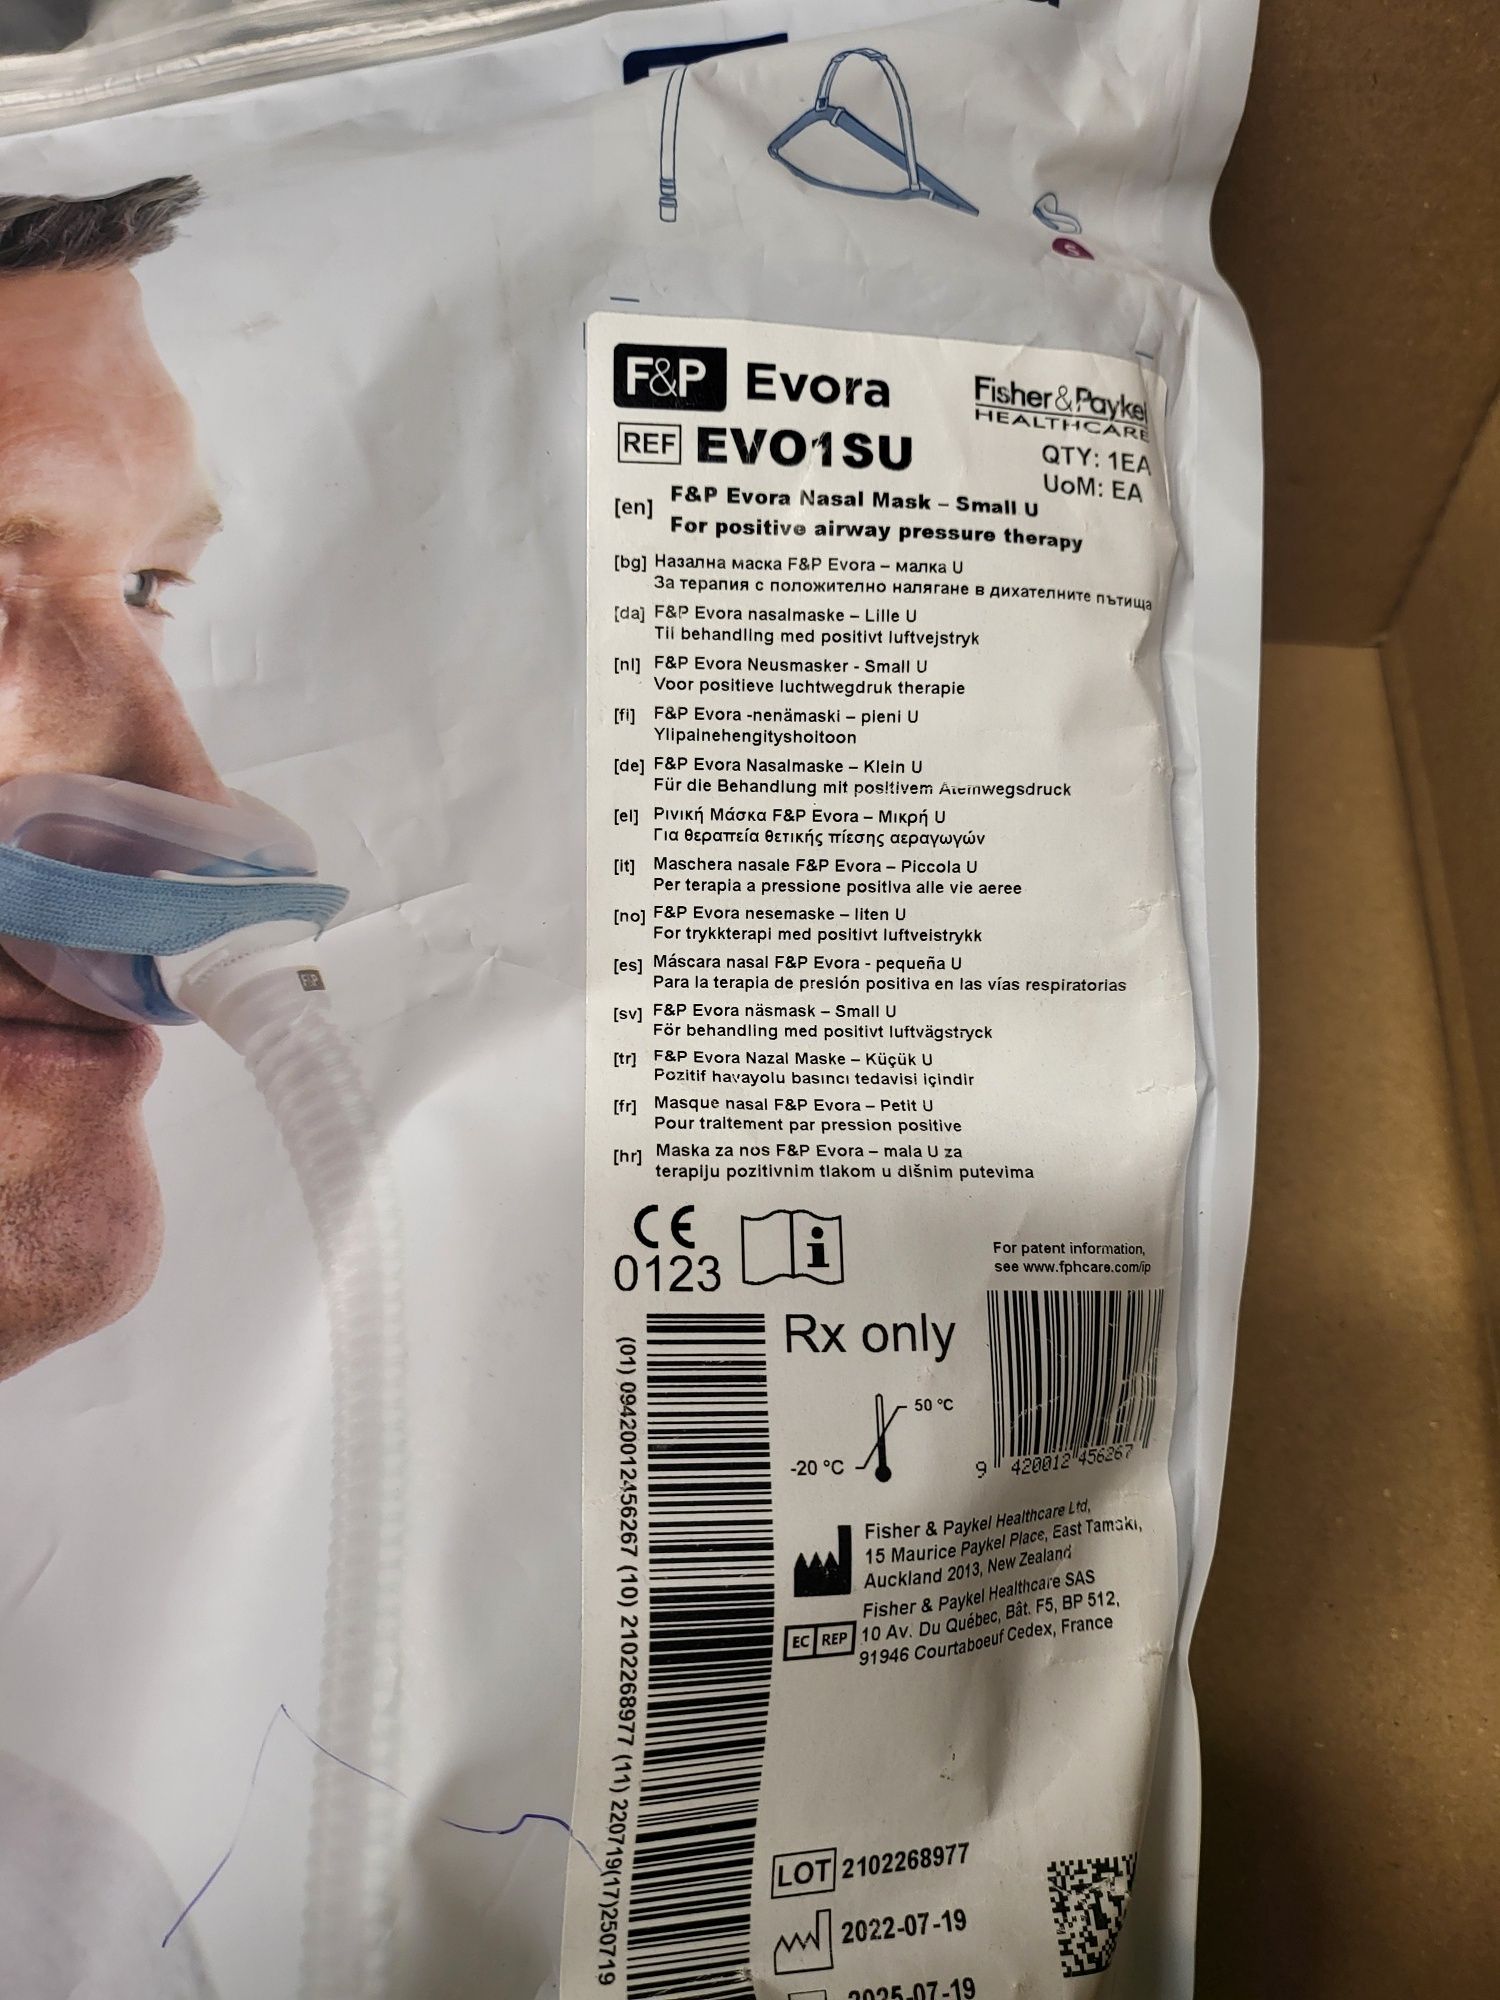 S
F&P Evora
Fisher&Paykel
HEALTHCARE
REF EVO1SU
QTY: 1EA
UoM: EA
[en] F&P Evora Nasal Mask – Small U
For positive airway pressure therapy
[bg] Назална маска F&P Evora – малка U
За терапия с положително налягане в дихателните пътища
[da] F&P Evora nasalmaske – Lille U
Til behandling med positivt luftvejstryk
[nl] F&P Evora Neusmasker - Small U
Voor positieve luchtwegdruk therapie
[fi] F&P Evora -nenämaski – pieni U
Ylipainehengityshoitoon
[de] F&P Evora Nasalmaske – Klein U
Für die Behandlung mit positivem Atemwegsdruck
[el] Ρινική Μάσκα F&P Evora – Μικρή U
Για θεραπεία θετικής πίεσης αεραγωγών
[it] Maschera nasale F&P Evora – Piccola U
Per terapia a pressione positiva alle vie aeree
[no] F&P Evora nesemaske – liten U
For trykkterapi med positivt luftveistrykk
[es] Máscara nasal F&P Evora - pequeña U
Para la terapia de presión positiva en las vías respiratorias
[sv] F&P Evora näsmask – Small U
För behandling med positivt luftvägstryck
[tr] F&P Evora Nazal Maske – Küçük U
Pozitif havayolu basıncı tedavisi içindir
[fr] Masque nasal F&P Evora – Petit U
Pour traitement par pression positive
[hr] Maska za nos F&P Evora – mala U za
terapiju pozitivnim tlakom u dišnim putevima
CE
0123
i
For patent information,
see www.fphcare.com/ip
Rx only
50 °C
-20 °C
9 420012 456267
(01) 09420012456267 (10) 2102268977 (11) 220719(17)250719
Fisher & Paykel Healthcare Ltd,
15 Maurice Paykel Place, East Tamaki,
Auckland 2013, New Zealand
EC REP Fisher & Paykel Healthcare SAS
10 Av. Du Québec, Bât. F5, BP 512,
91946 Courtaboeuf Cedex, France
LOT 2102268977
2022-07-19
2025-07-19
F&P